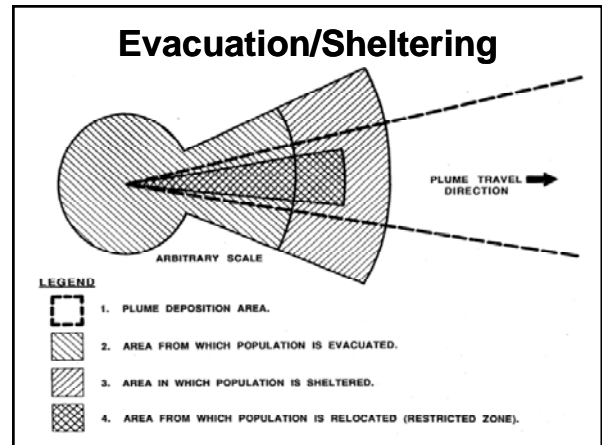 Evacuation/Sheltering
PLUME TRAVEL
DIRECTION
ARBITRARY SCALE
LEGEND
1. PLUME DEPOSITION AREA.
2. AREA FROM WHICH POPULATION IS EVACUATED.
3. AREA IN WHICH POPULATION IS SHELTERED.
4. AREA FROM WHICH POPULATION IS RELOCATED (RESTRICTED ZONE).